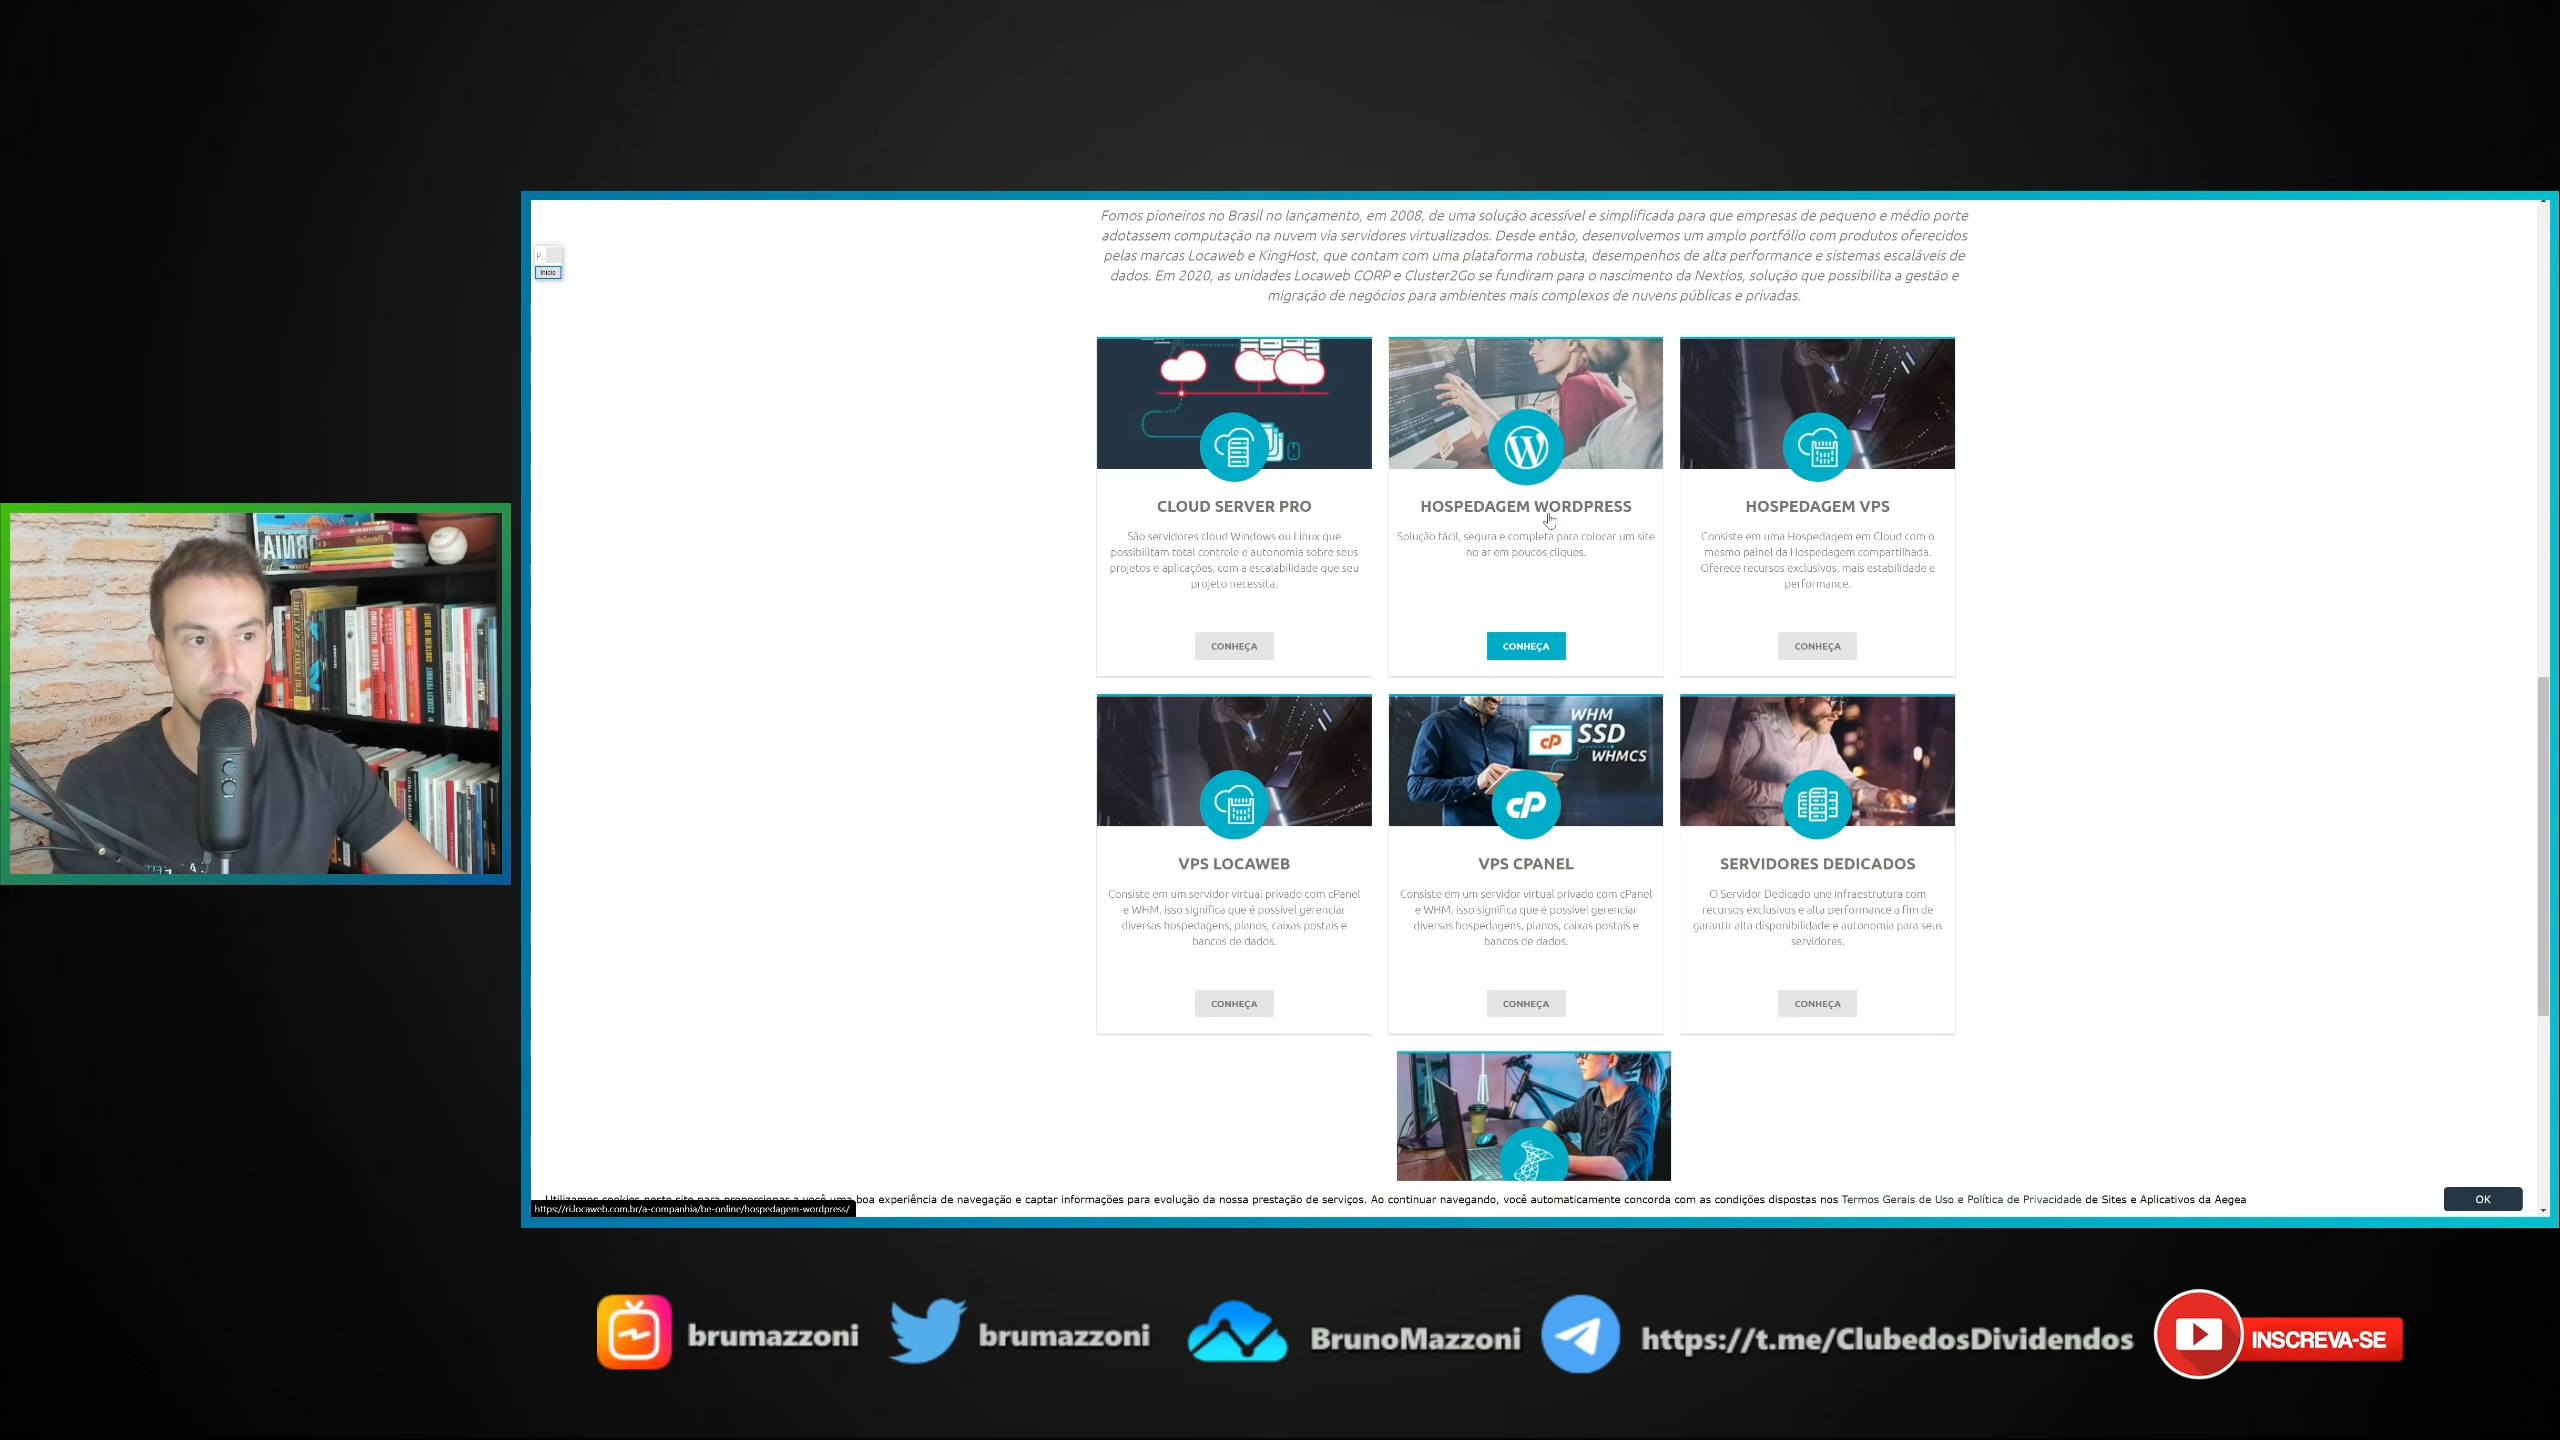 Fomos pioneiros no Brasil no lançamento, em 2008, de uma solução acessível e simplificada para que empresas de pequeno e médio porte
adotassem computação na nuvem via servidores virtualizados. Desde então, desenvolvemos um amplo portfólio com produtos oferecidos
pelas marcas Locaweb e KingHost, que contam com uma plataforma robusta, desempenhos de alta performance e sistemas escaláveis de
dados. Em 2020, as unidades Locaweb CORP e Cluster2Go se fundiram para o nascimento da Nextios, solução que possibilita a gestão e
migração de negócios para ambientes mais complexos de nuvens públicas e privadas.
Início
CLOUD SERVER PRO
São servidores cloud Windows ou Linux que
possibilitam total controle e autonomia sobre seus
projetos e aplicações, com a escalabilidade que seu
projeto necessita.
CONHEÇA
HOSPEDAGEM WORDPRESS
Solução fácil, segura e completa para colocar um site
no ar em poucos cliques.
CONHEÇA
HOSPEDAGEM VPS
Consiste em uma Hospedagem em Cloud com o
mesmo painel da Hospedagem compartilhada.
Oferece recursos exclusivos, mais estabilidade e
performance.
CONHEÇA
VPS LOCAWEB
Consiste em um servidor virtual privado com cPanel
e WHM, isso significa que é possível gerenciar
diversas hospedagens, planos, caixas postais e
bancos de dados.
CONHEÇA
WHM
SSD
WHMCS
cP
cP
VPS CPANEL
Consiste em um servidor virtual privado com cPanel
e WHM, isso significa que é possível gerenciar
diversas hospedagens, planos, caixas postais e
bancos de dados.
CONHEÇA
SERVIDORES DEDICADOS
O Servidor Dedicado une infraestrutura com
recursos exclusivos e alta performance a fim de
garantir alta disponibilidade e autonomia para seus
servidores.
CONHEÇA
Utilizamos cookies neste site para proporcionar a você uma boa experiência de navegação e captar informações para evolução da nossa prestação de serviços. Ao continuar navegando, você automaticamente concorda com as condições dispostas nos Termos Gerais de Uso e Política de Privacidade de Sites e Aplicativos da Aegea
OK
https://ri.locaweb.com.br/a-companhia/be-online/hospedagem-wordpress/
brumazzoni
brumazzoni
BrunoMazzoni
https://t.me/ClubedosDividendos
INSCREVA-SE